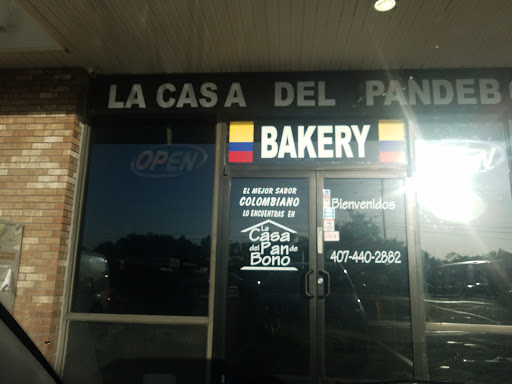 LA CASA DEL PANDEB
BAKERY
OPEN
OPEN
EL MEJOR SABOR
COLOMBIANO
LO ENCUENTRAS EN
La
Casa
del Pan de
Bono
Bienvenidos
407-440-2882